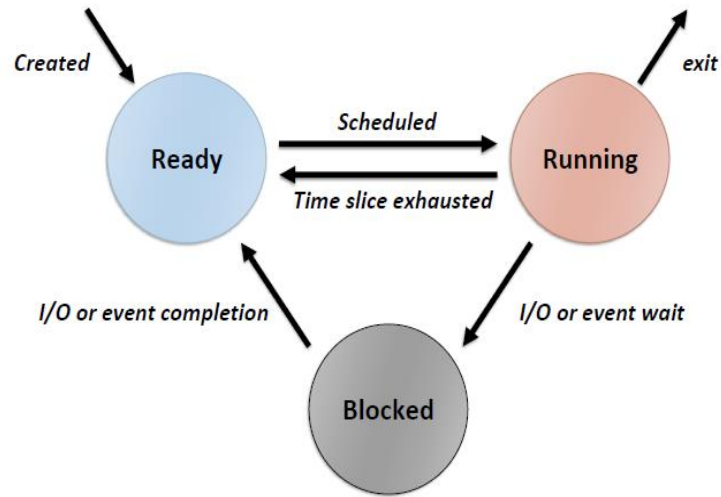 Created
exit
Scheduled
Ready
Running
Time slice exhausted
I/O or event completion
I/O or event wait
Blocked